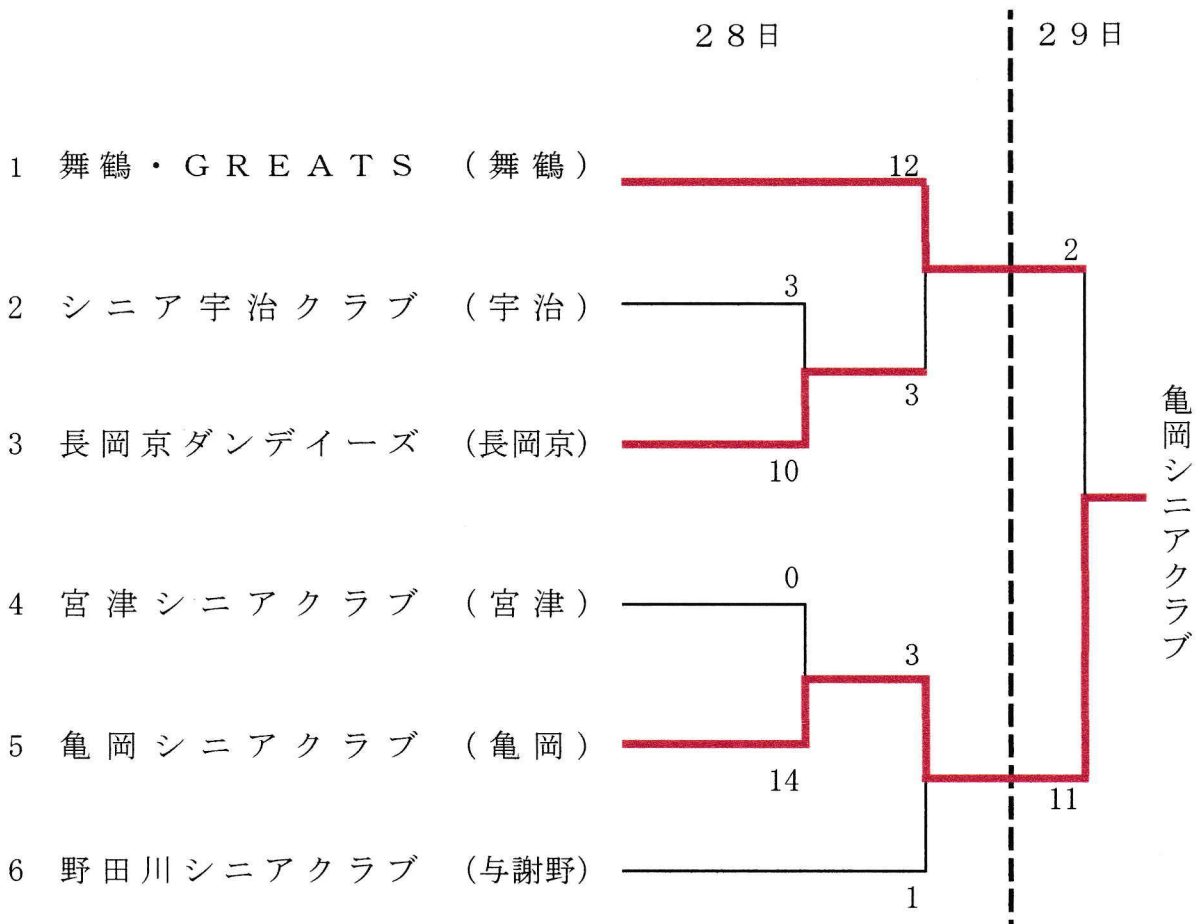 28日
29日
1 舞鶴・GREATS (舞鶴)
12
2
2 シニア宇治クラブ (宇治)
3
3
3 長岡京ダンデイーズ (長岡京)
10
亀岡シニアクラブ
4 宮津シニアクラブ (宮津)
0
3
5 亀岡シニアクラブ (亀岡)
14
11
6 野田川シニアクラブ (与謝野)
1